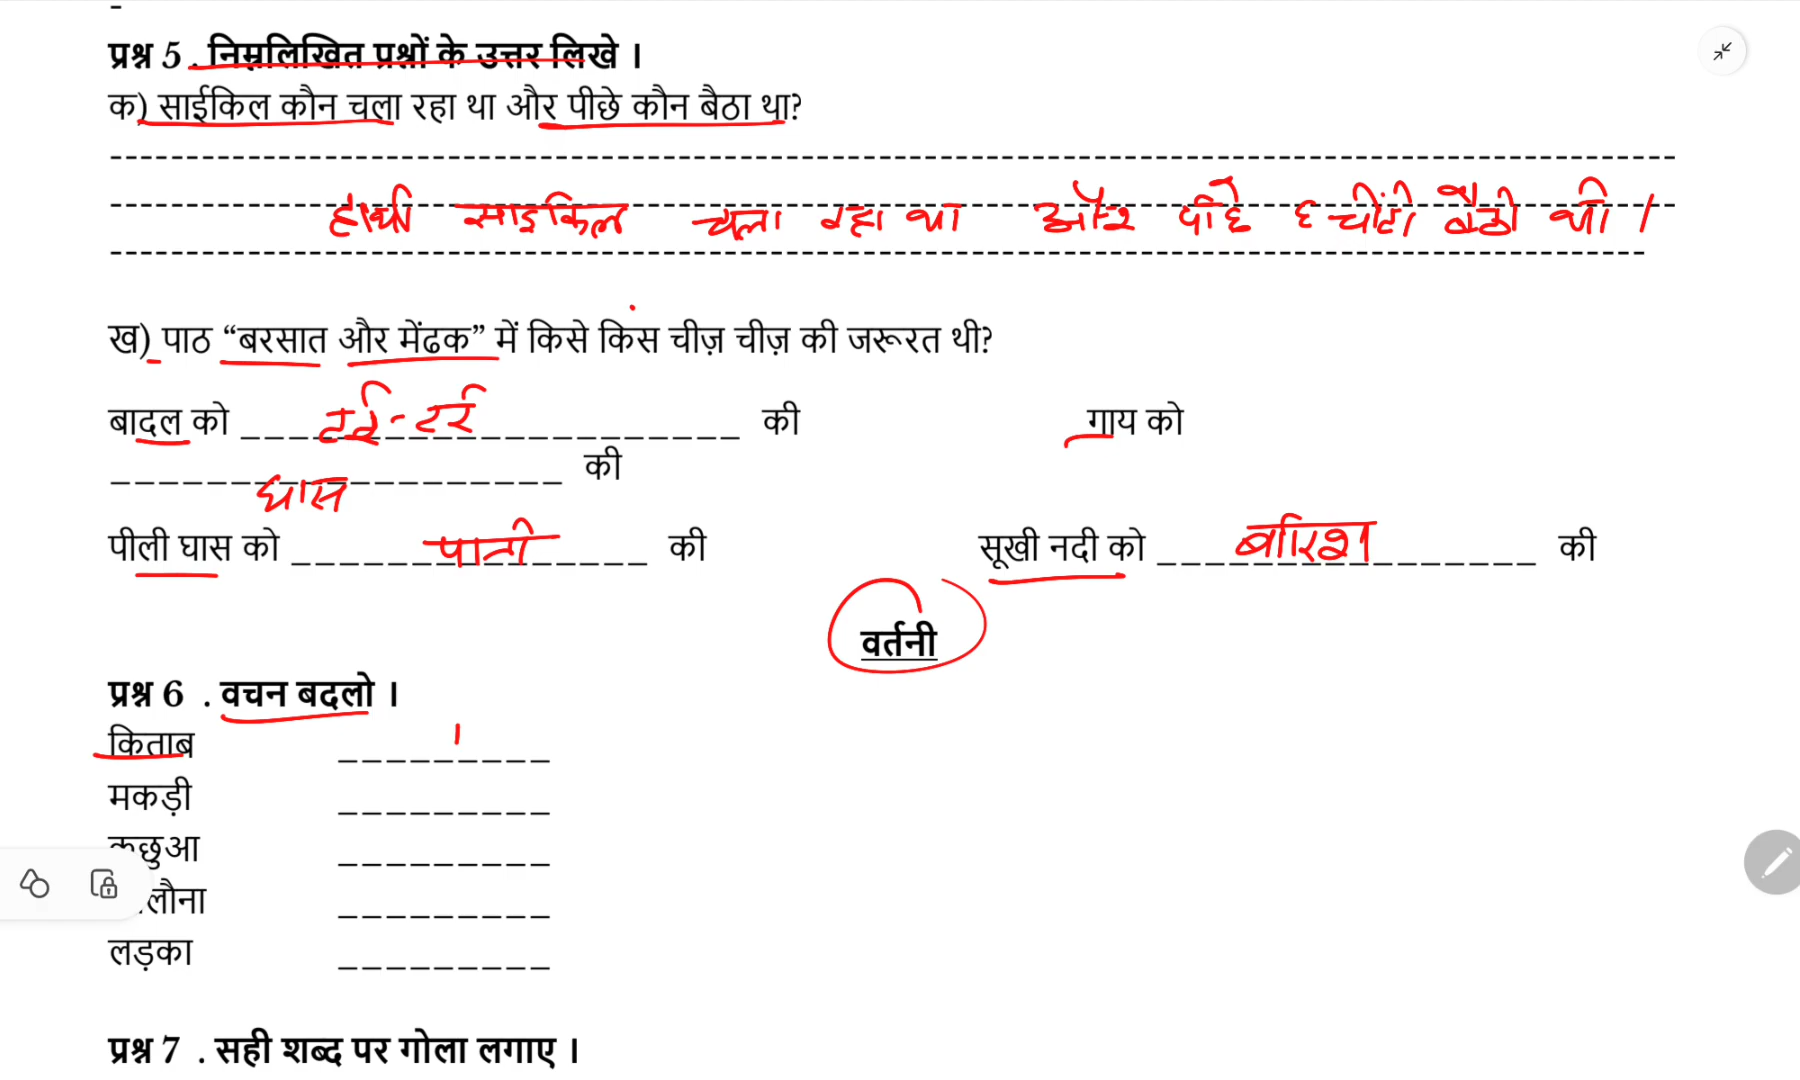 प्रश्न 5 . निम्नलिखित प्रश्नों के उत्तर लिखे ।
क) साईकिल कौन चला रहा था और पीछे कौन बैठा था?
हाथी साइकिल चला रहा था और पीछे चींटी बैठी थी ।
ख) पाठ “बरसात और मेंढक” में किसे किस चीज़ चीज़ की जरूरत थी?
बादल को टर्र-टर्र की गाय को
घास की
पीली घास को पानी की सूखी नदी को बारिश की
वर्तनी
प्रश्न 6 . वचन बदलो ।
किताब
मकड़ी
कछुआ
लौना
लड़का
प्रश्न 7 . सही शब्द पर गोला लगाए ।